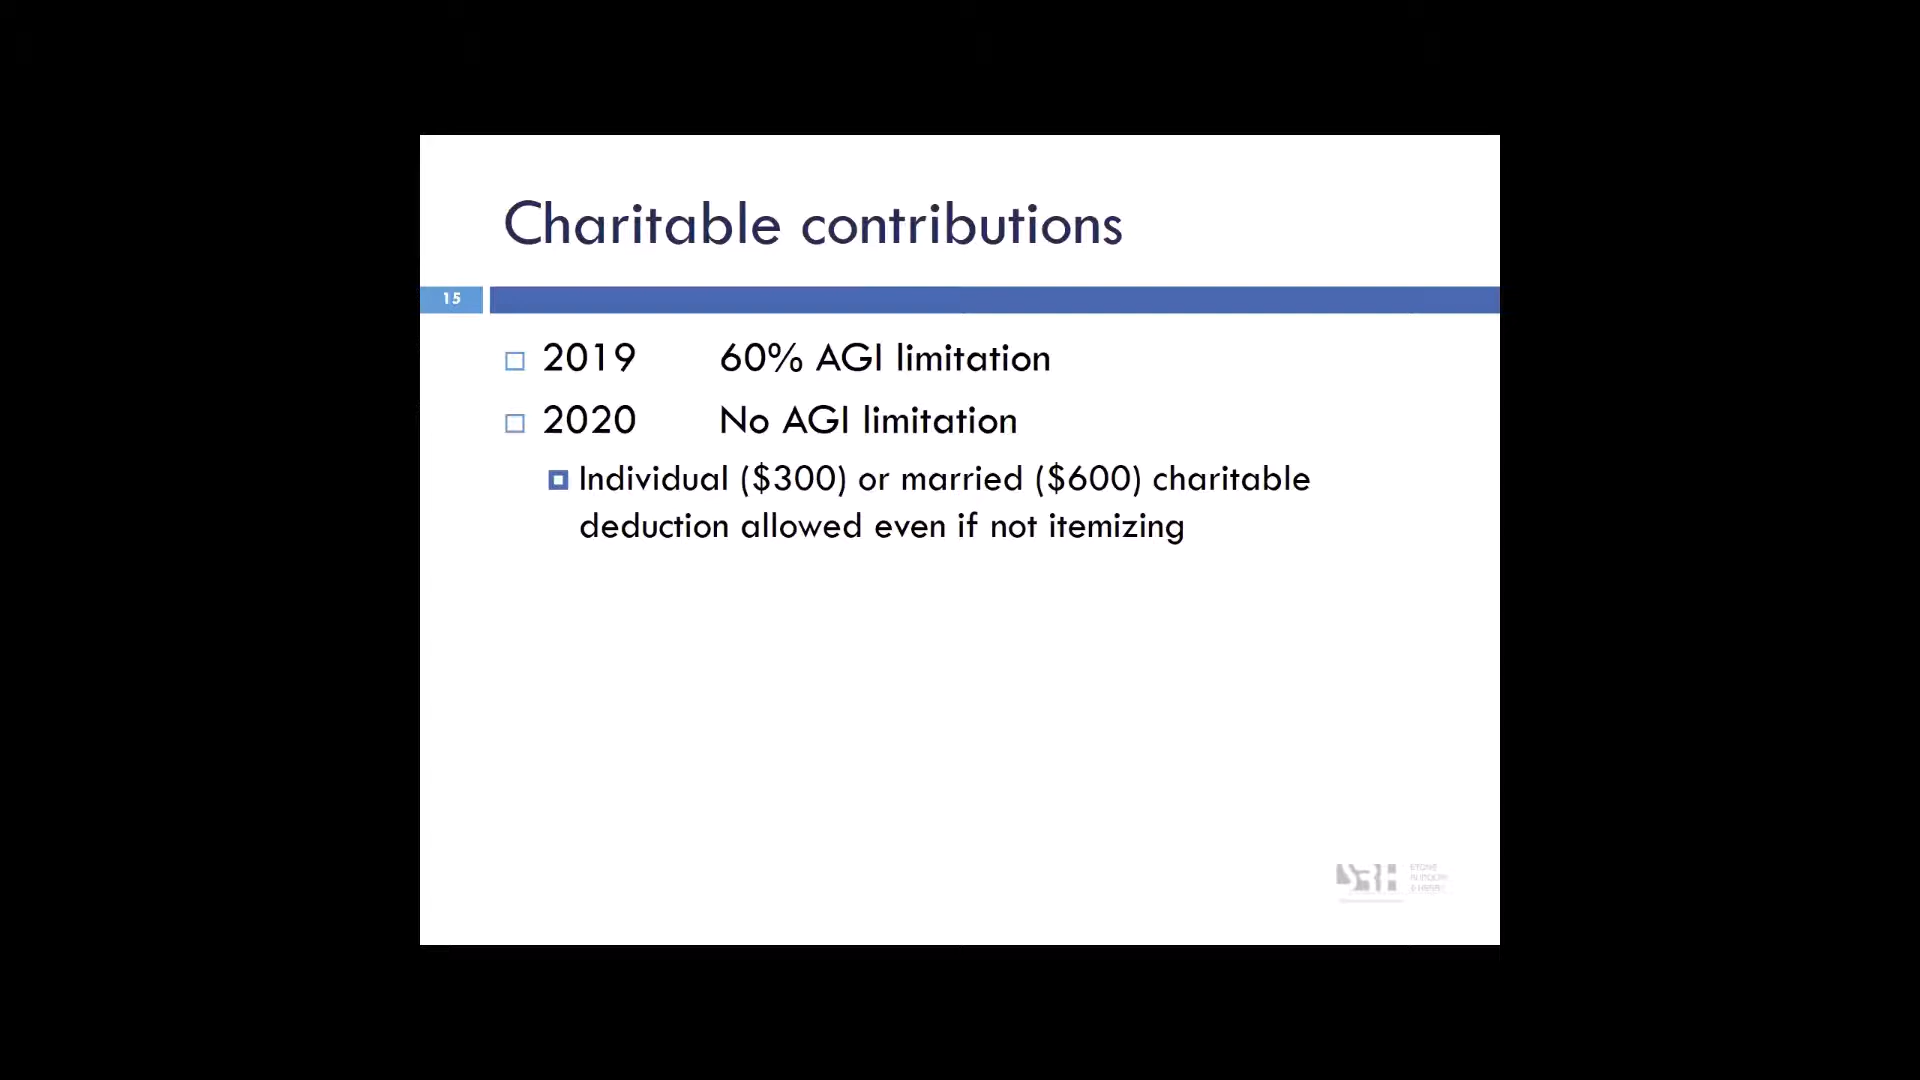 Charitable contributions
15
2019 60% AGI limitation
2020 No AGI limitation
Individual ($300) or married ($600) charitable
deduction allowed even if not itemizing